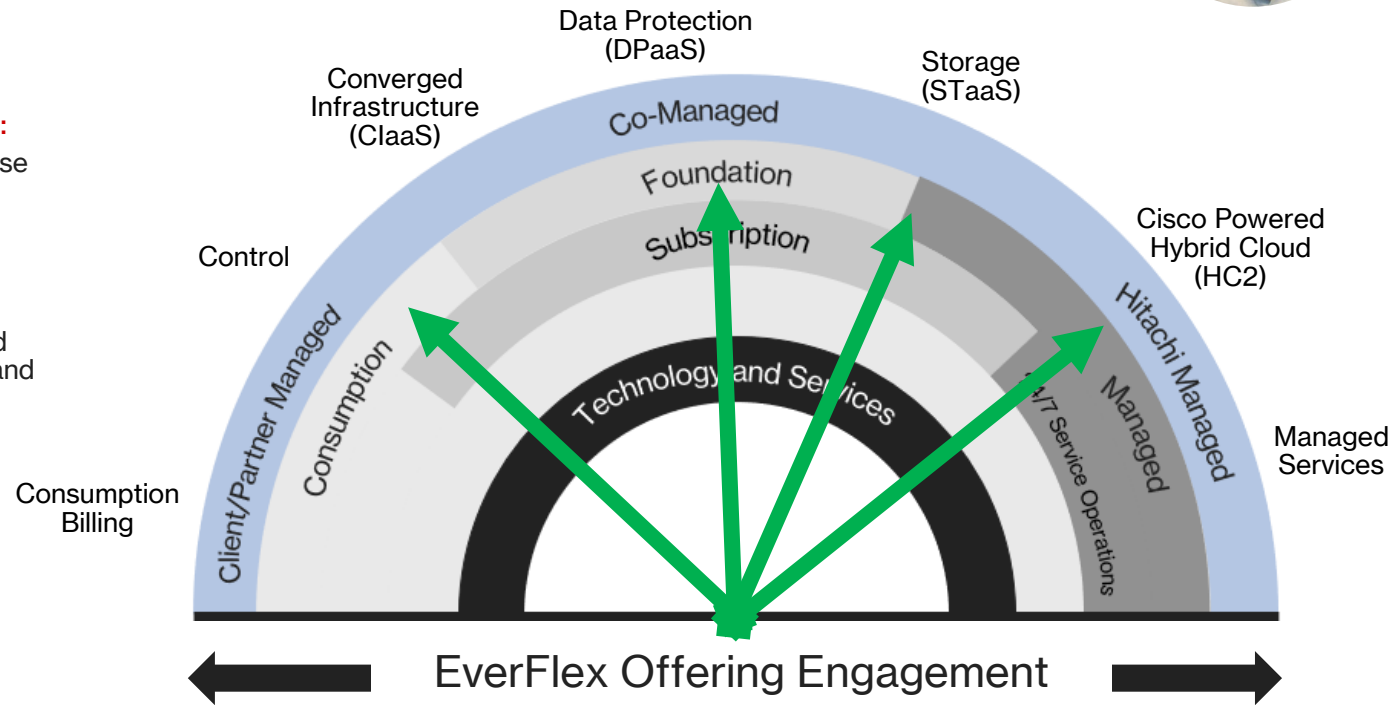 Data Protection
(DPaaS)
Storage
(STaaS)
Converged
Infrastructure
(CIaaS)
:
se
d
and
Control
Consumption
Billing
Cisco Powered
Hybrid Cloud
(HC2)
Managed
Services
Client/Partner Managed
Co-Managed
Hitachi Managed
Consumption
Foundation
Subscription
Managed
24/7 Service Operations
Technology and Services
EverFlex Offering Engagement